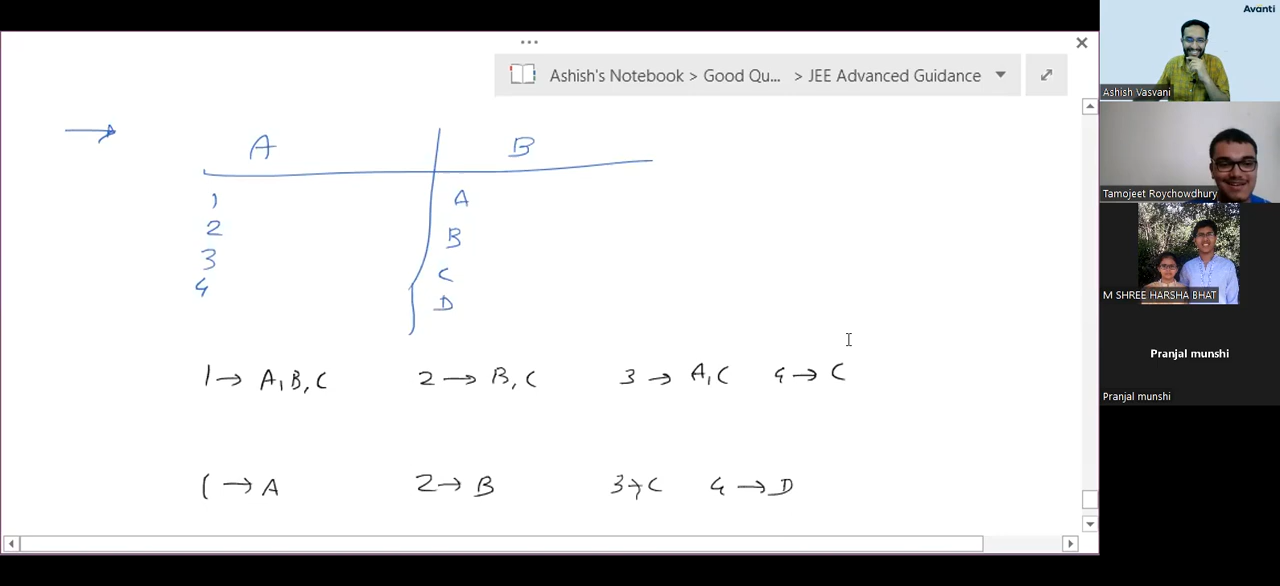 Avanti
...
Ashish's Notebook > Good Qu... > JEE Advanced Guidance
Ashish Vasvani
A B
1 A
2 B
3 C
4 D
Tamojeet Roychowdhury
M SHREE HARSHA BHAT
Pranjal munshi
Pranjal munshi
1 → A, B, C 2 → B, C 3 → A, C 4 → C
1 → A 2 → B 3 → C 4 → D